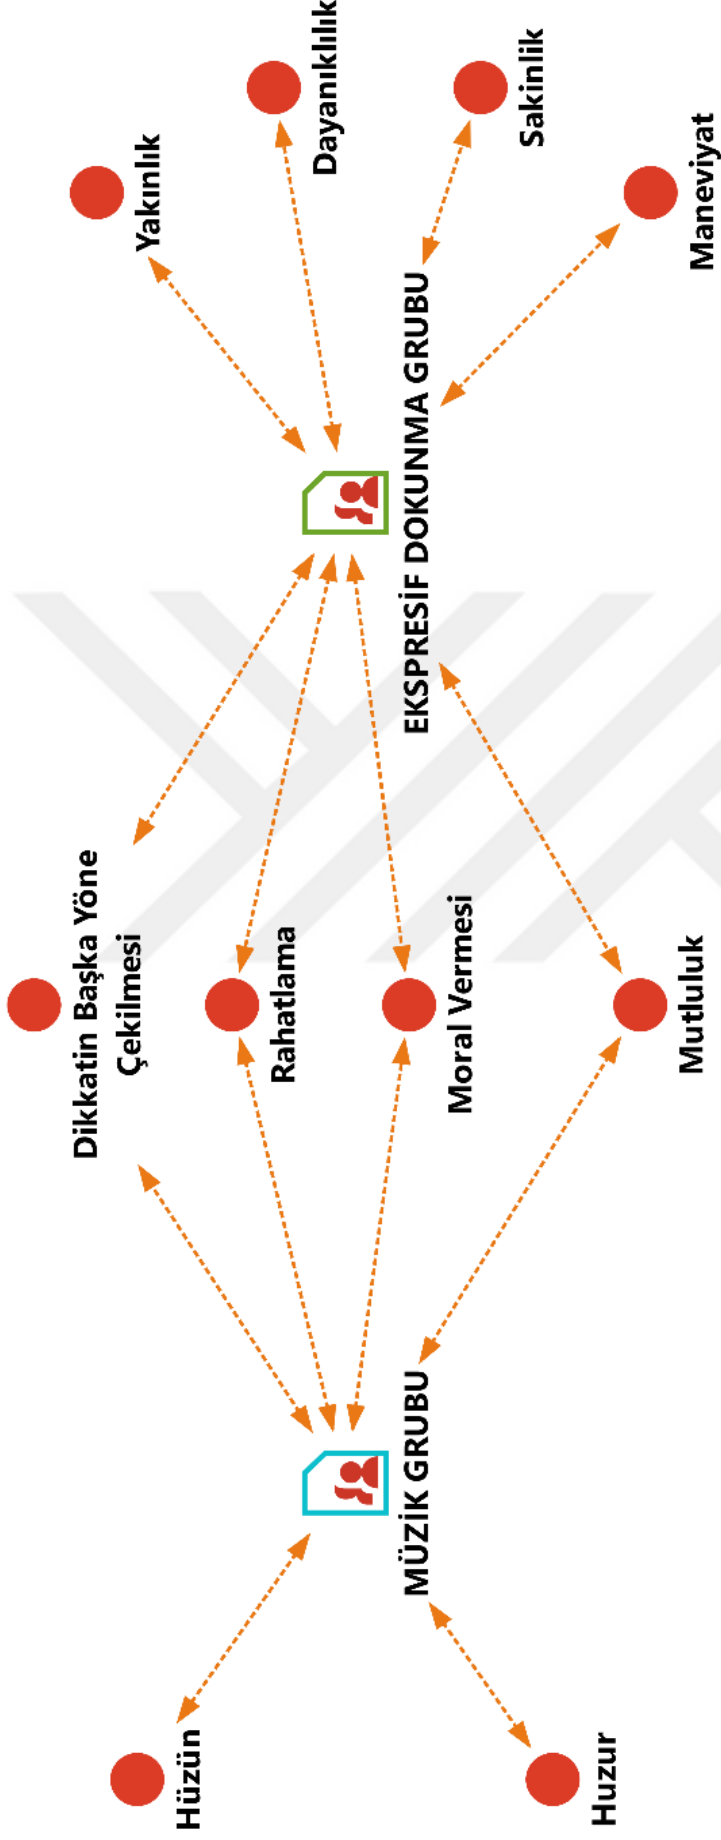 Hüzün
Huzur
MÜZİK GRUBU
Dikkatin Başka Yöne
Çekilmesi
Rahatlama
Moral Vermesi
Mutluluk
EKSPRESİF DOKUNMA GRUBU
Yakınlık
Dayanıklılık
Sakinlik
Maneviyat